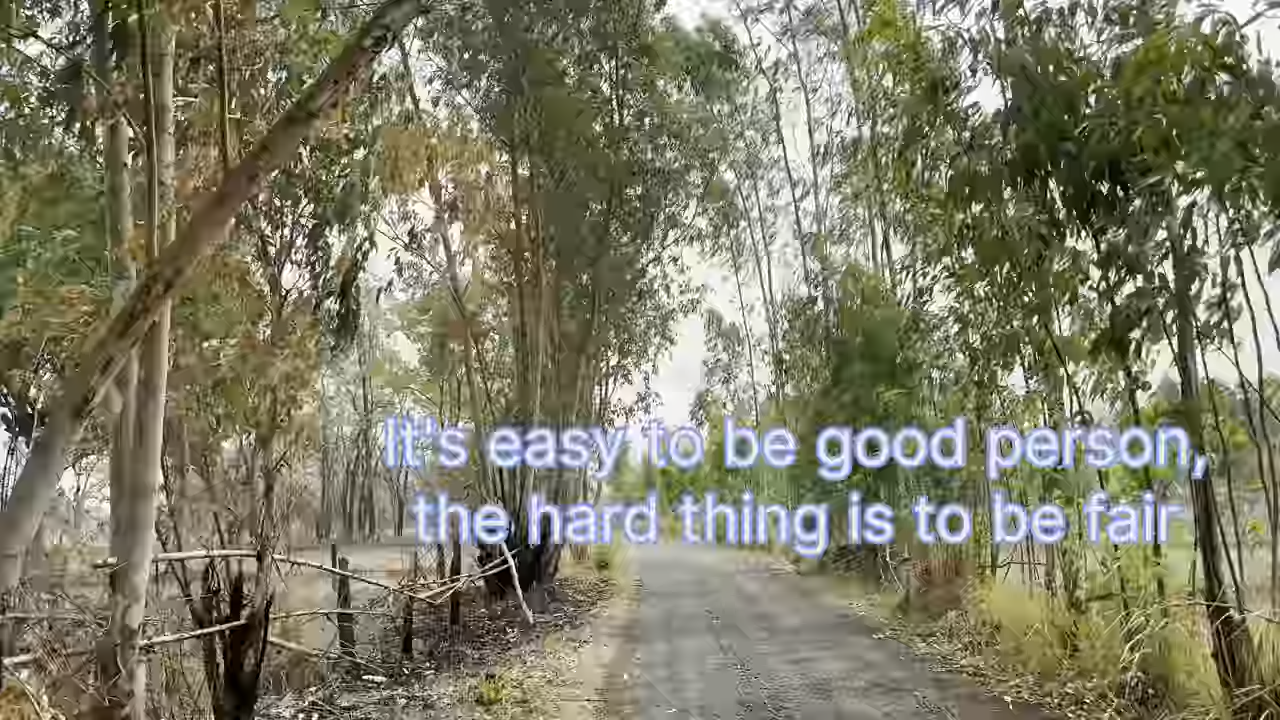 It's easy to be good person,
the hard thing is to be fair